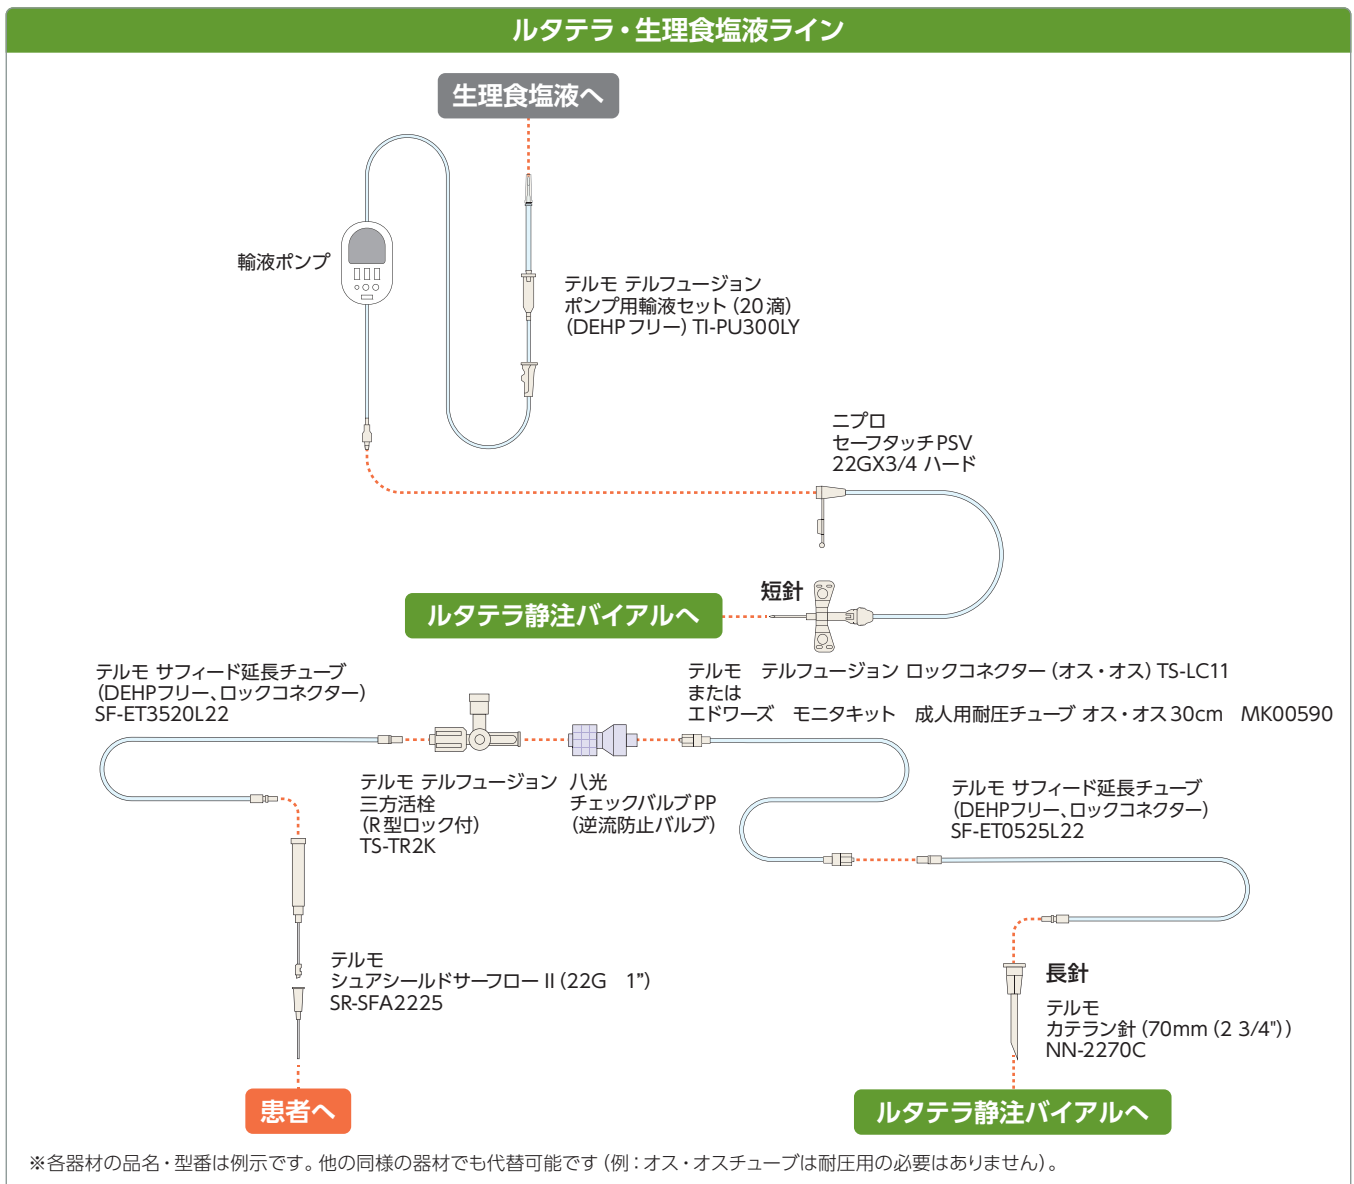 ルタテラ・生理食塩液ライン
生理食塩液へ
輸液ポンプ
テルモ テルフュージョン
ポンプ用輸液セット（20滴）
（DEHPフリー）TI-PU300LY
ニプロ
セーフタッチPSV
22GX3/4 ハード
短針
ルタテラ静注バイアルへ
テルモ サフィード延長チューブ
（DEHPフリー、ロックコネクター）
SF-ET3520L22
テルモ　テルフュージョン ロックコネクター（オス・オス）TS-LC11
または
エドワーズ　モニタキット　成人用耐圧チューブ オス・オス30cm　MK00590
テルモ テルフュージョン
三方活栓
（R型ロック付）
TS-TR2K
八光
チェックバルブPP
（逆流防止バルブ）
テルモ サフィード延長チューブ
（DEHPフリー、ロックコネクター）
SF-ET0525L22
テルモ
シュアシールドサーフローII（22G　1”）
SR-SFA2225
長針
テルモ
カテラン針（70mm（2 3/4"））
NN-2270C
患者へ
ルタテラ静注バイアルへ
※各器材の品名・型番は例示です。他の同様の器材でも代替可能です（例：オス・オスチューブは耐圧用の必要はありません）。